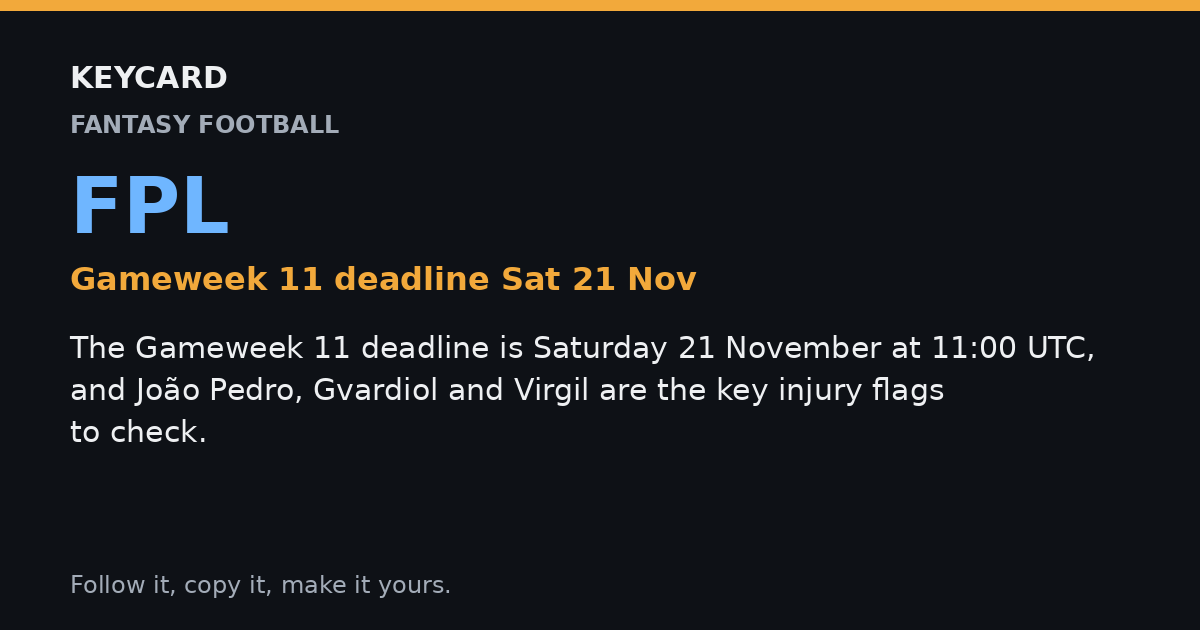 KEYCARD
FANTASY FOOTBALL
FPL
Gameweek 11 deadline Sat 21 Nov
The Gameweek 11 deadline is Saturday 21 November at 11:00 UTC,
and João Pedro, Gvardiol and Virgil are the key injury flags
to check.
Follow it, copy it, make it yours.